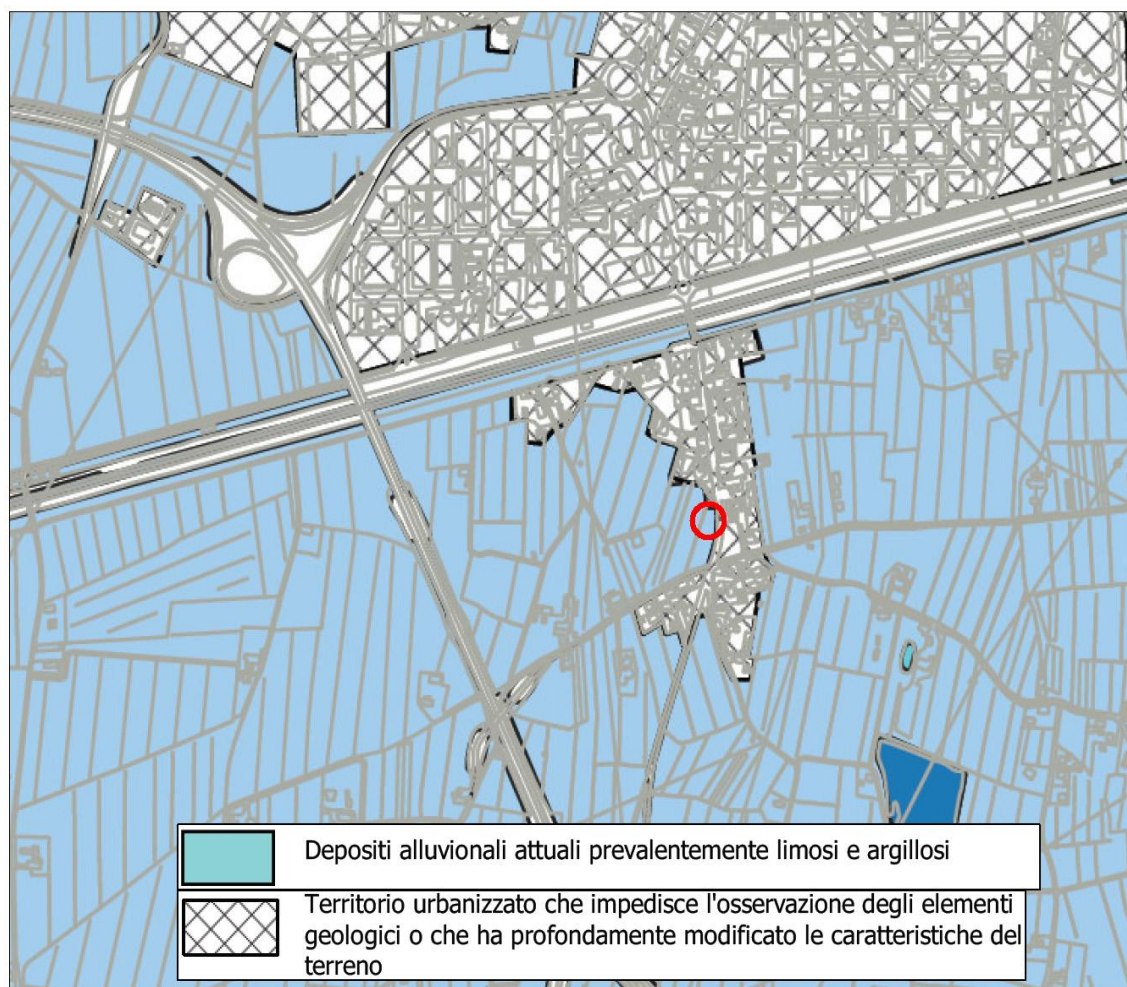 Depositi alluvionali attuali prevalentemente limosi e argillosi
Territorio urbanizzato che impedisce l'osservazione degli elementi
geologici o che ha profondamente modificato le caratteristiche del
terreno